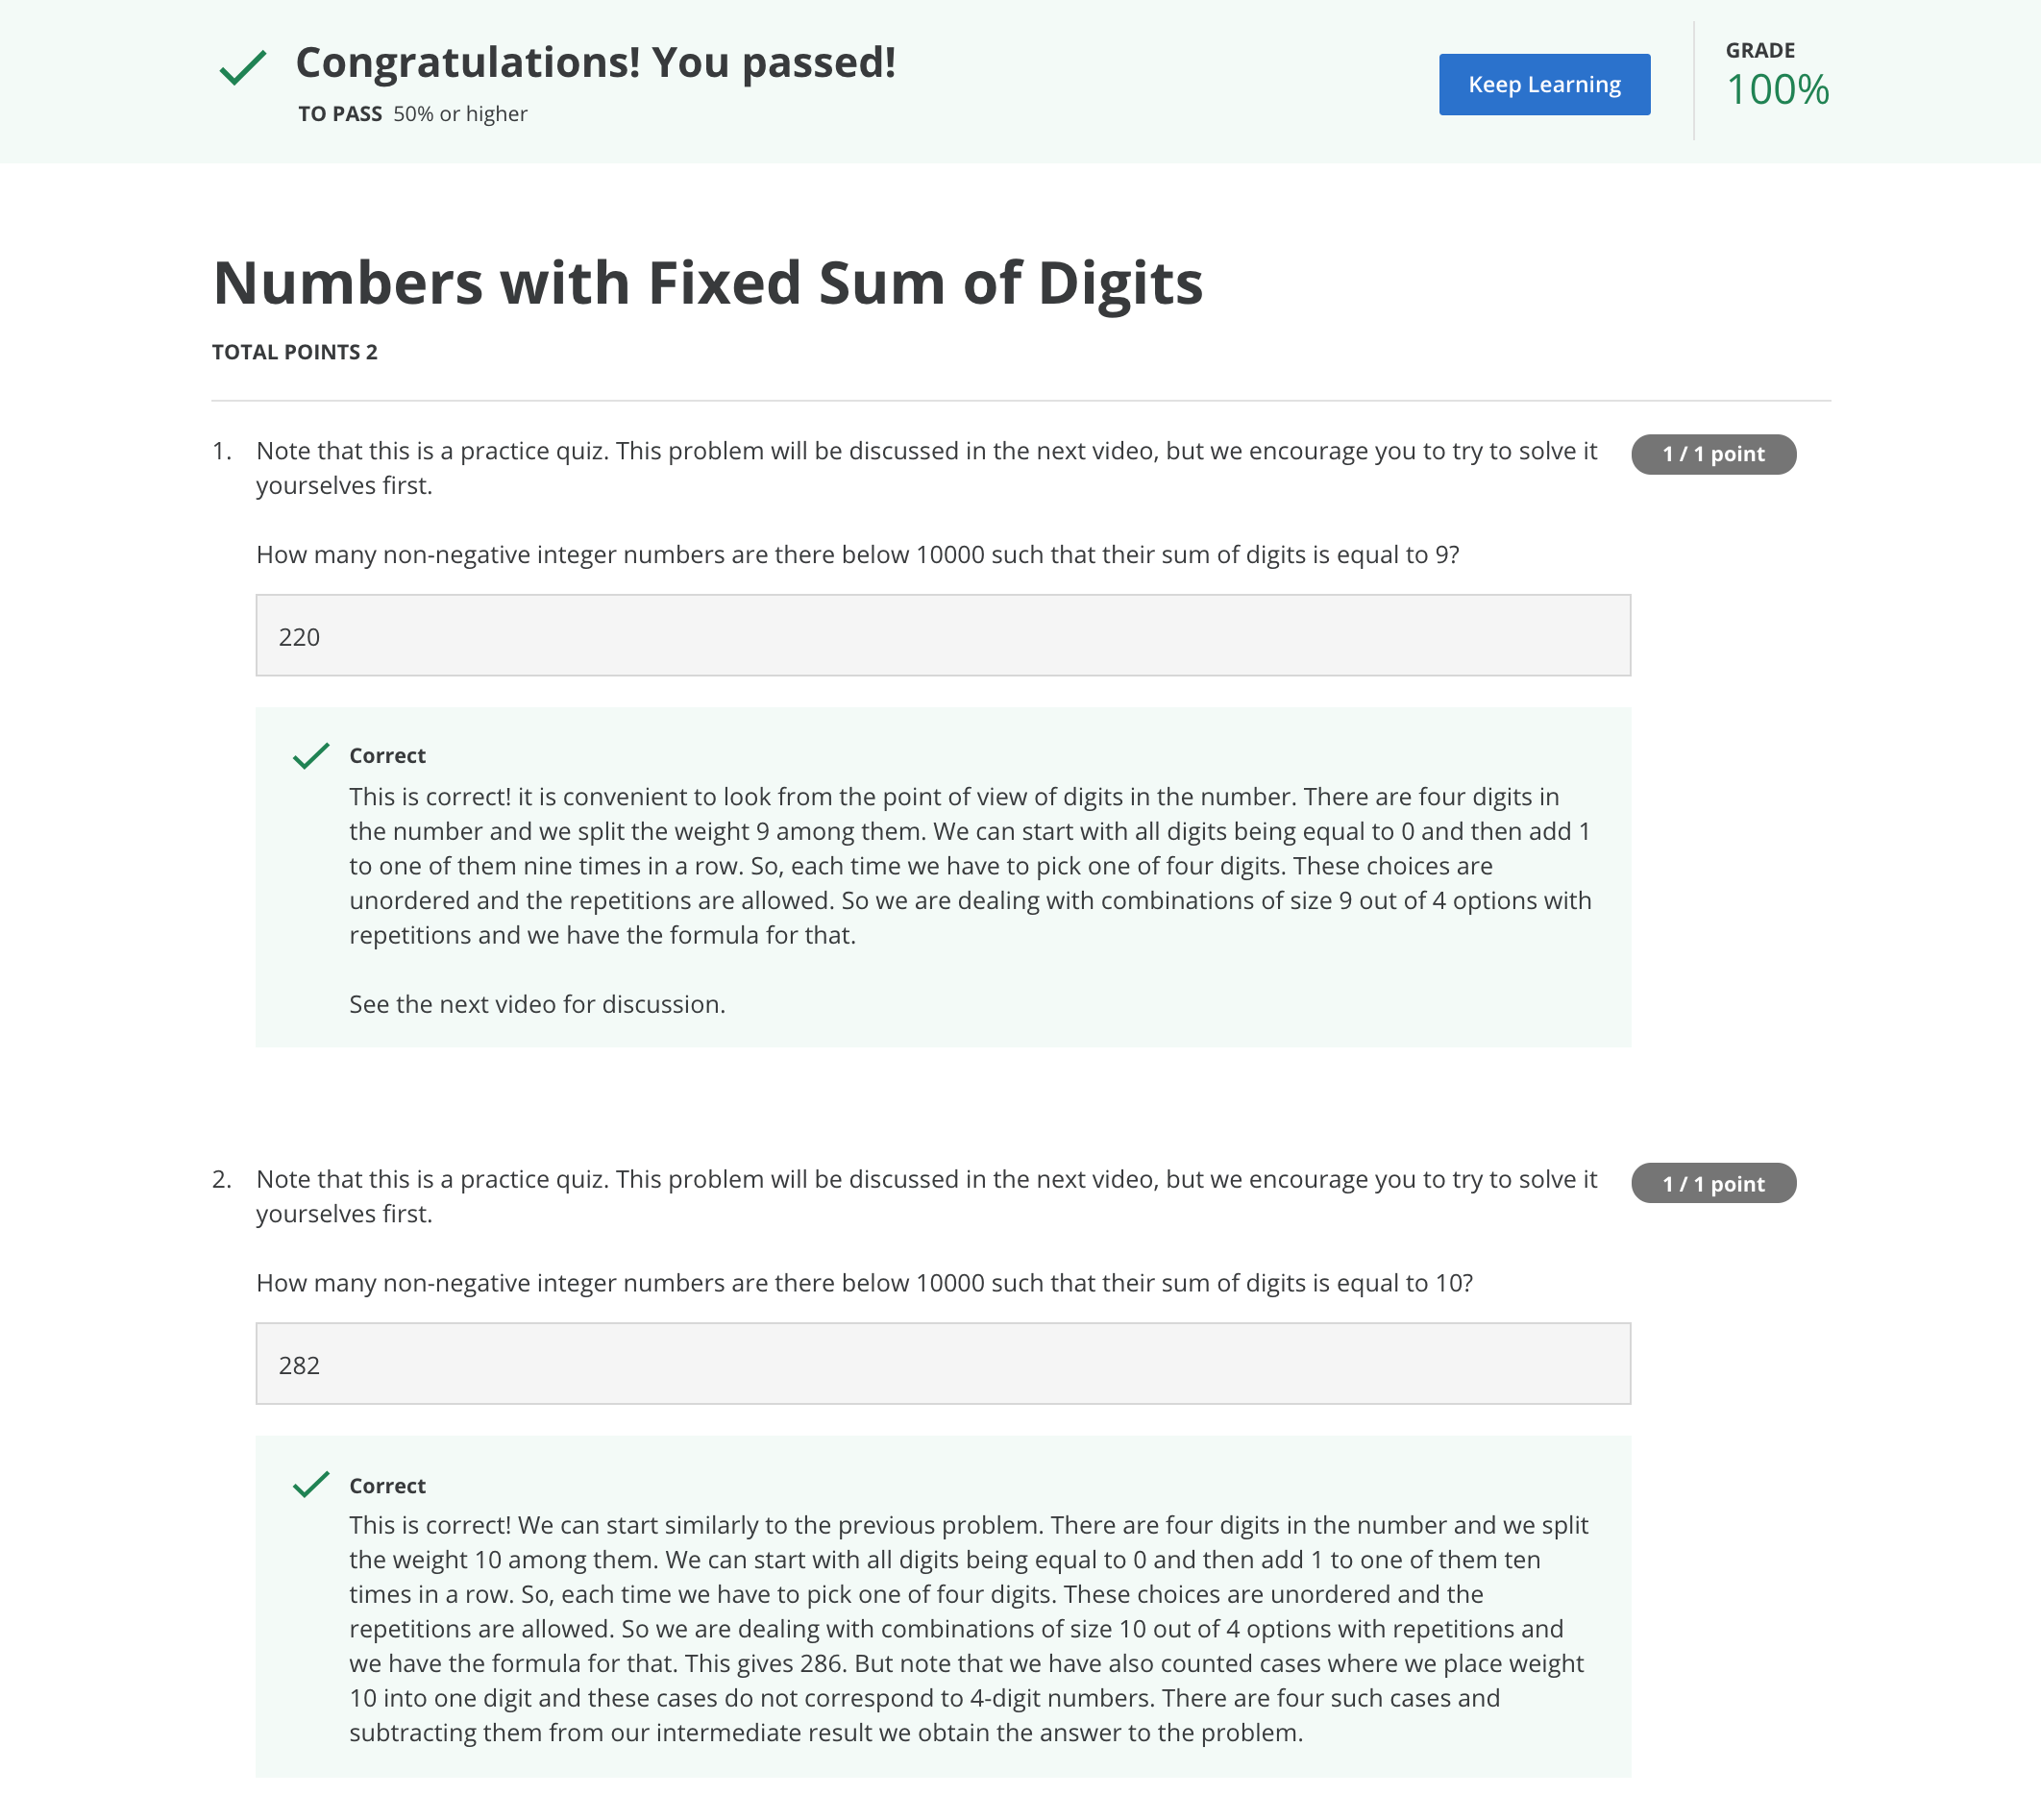 Congratulations! You passed!
TO PASS 50% or higher
Keep Learning
GRADE
100%
Numbers with Fixed Sum of Digits
TOTAL POINTS 2
1. Note that this is a practice quiz. This problem will be discussed in the next video, but we encourage you to try to solve it
yourselves first.
1 / 1 point
How many non-negative integer numbers are there below 10000 such that their sum of digits is equal to 9?
220
Correct
This is correct! it is convenient to look from the point of view of digits in the number. There are four digits in
the number and we split the weight 9 among them. We can start with all digits being equal to 0 and then add 1
to one of them nine times in a row. So, each time we have to pick one of four digits. These choices are
unordered and the repetitions are allowed. So we are dealing with combinations of size 9 out of 4 options with
repetitions and we have the formula for that.
See the next video for discussion.
2. Note that this is a practice quiz. This problem will be discussed in the next video, but we encourage you to try to solve it
yourselves first.
1 / 1 point
How many non-negative integer numbers are there below 10000 such that their sum of digits is equal to 10?
282
Correct
This is correct! We can start similarly to the previous problem. There are four digits in the number and we split
the weight 10 among them. We can start with all digits being equal to 0 and then add 1 to one of them ten
times in a row. So, each time we have to pick one of four digits. These choices are unordered and the
repetitions are allowed. So we are dealing with combinations of size 10 out of 4 options with repetitions and
we have the formula for that. This gives 286. But note that we have also counted cases where we place weight
10 into one digit and these cases do not correspond to 4-digit numbers. There are four such cases and
subtracting them from our intermediate result we obtain the answer to the problem.